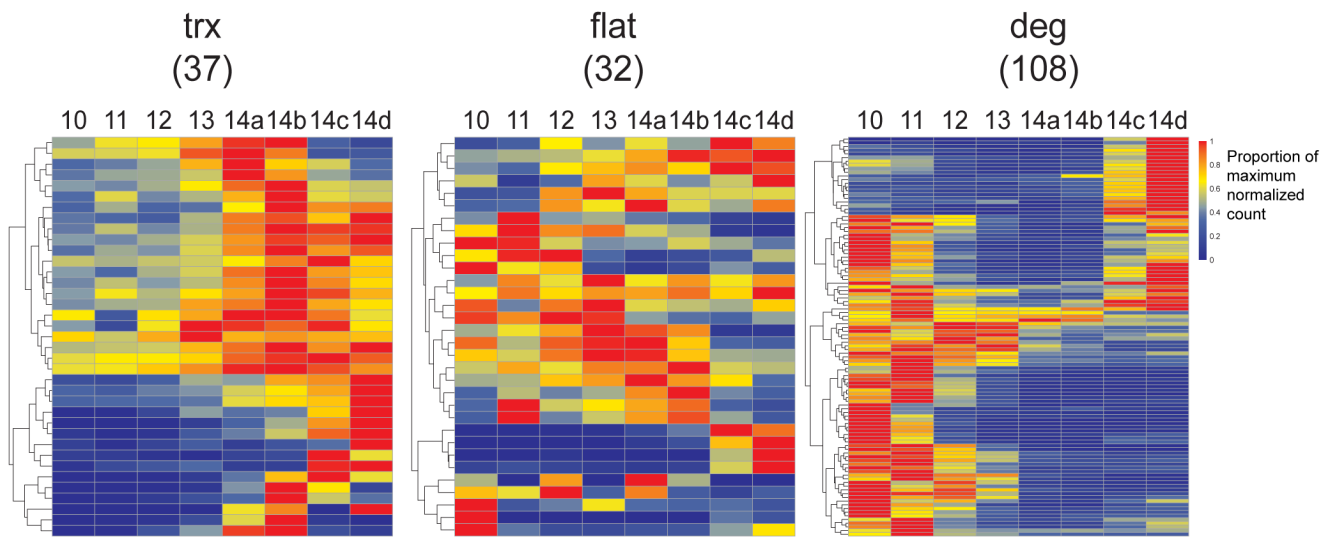 trx
(37)
flat
(32)
deg
(108)
10 11 12 13 14a 14b 14c 14d
10 11 12 13 14a 14b 14c 14d
10 11 12 13 14a 14b 14c 14d
1
0.8
0.6
0.4
0.2
0
Proportion of
maximum
normalized
count